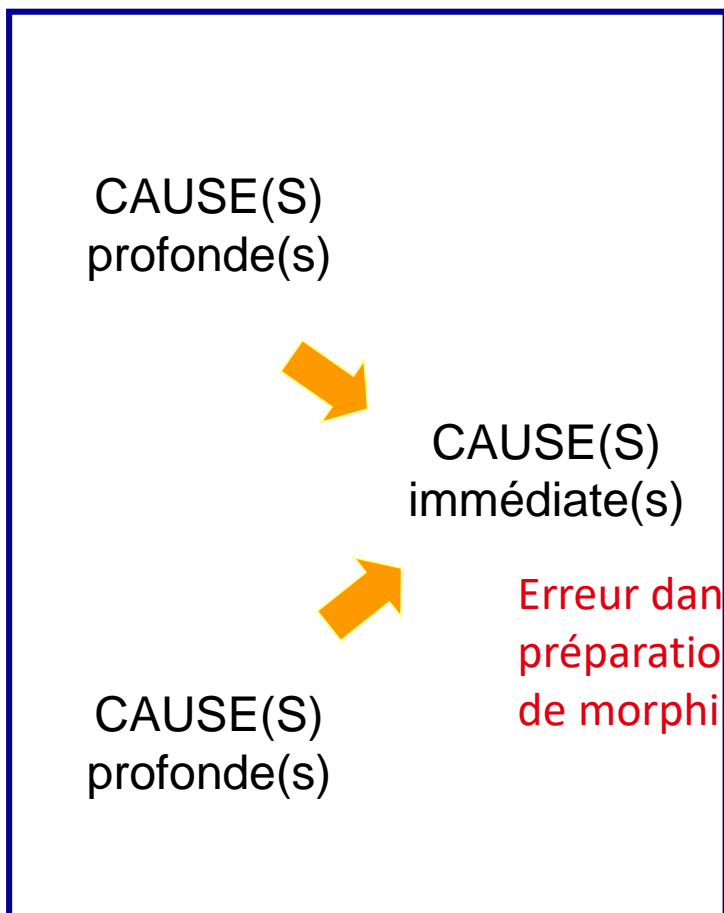 CAUSE(S)
profonde(s)
CAUSE(S)
immédiate(s)
Erreur dan
préparatio
de morphi
CAUSE(S)
profonde(s)